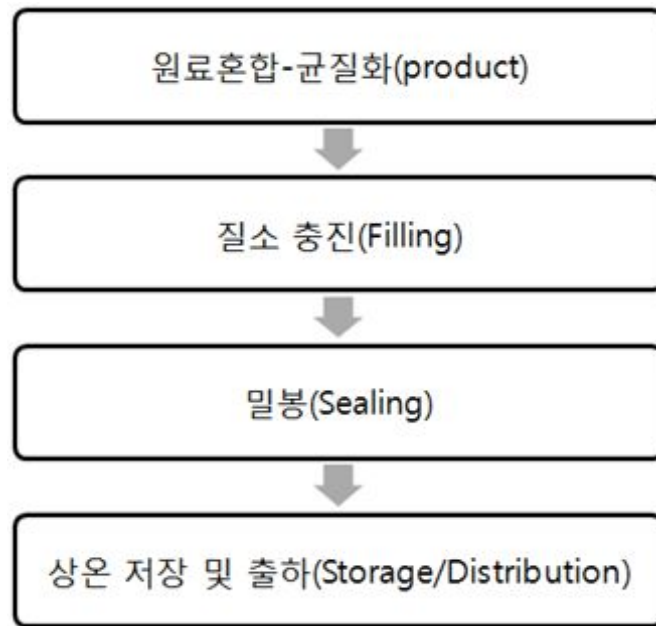 원료혼합-균질화(product)
질소 충진(Filling)
밀봉(Sealing)
상온 저장 및 출하(Storage/Distribution)